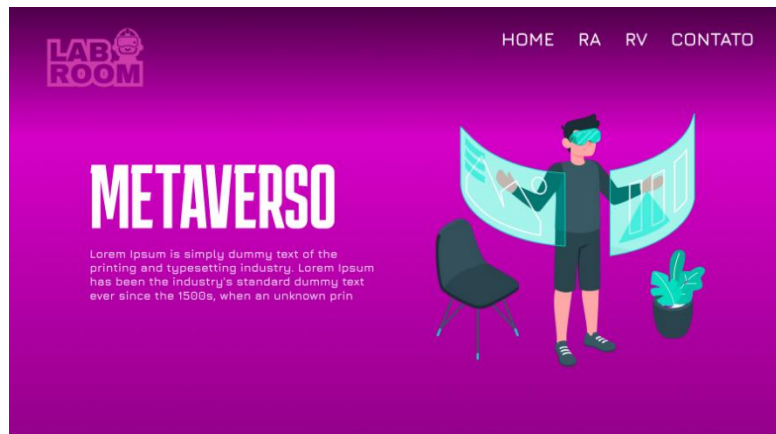 LAB
ROOM
HOME RA RV CONTATO
METAVERSO
Lorem Ipsum is simply dummy text of the
printing and typesetting industry. Lorem Ipsum
has been the industry's standard dummy text
ever since the 1500s, when an unknown prin